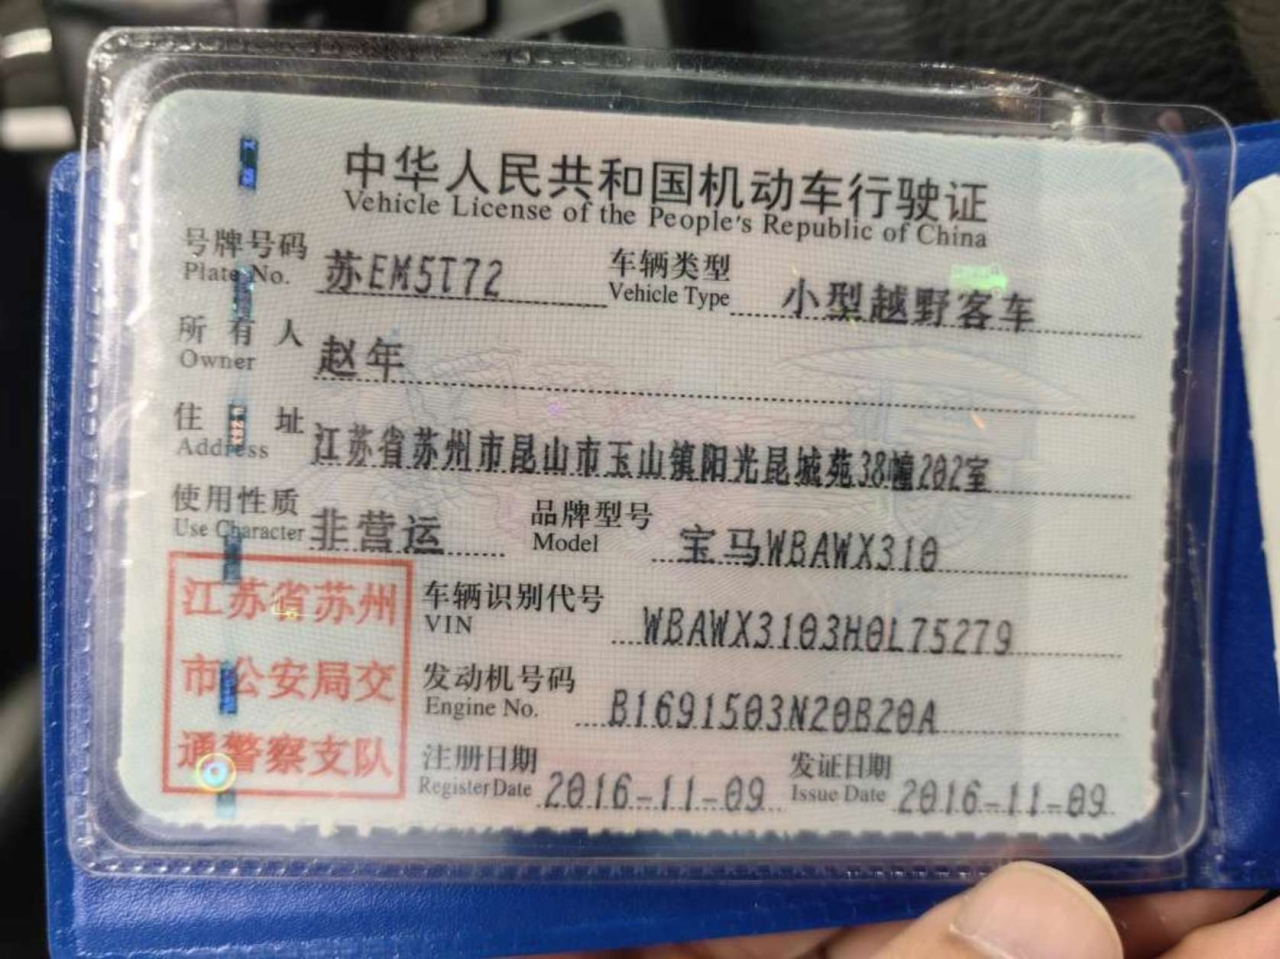 中华人民共和国机动车行驶证
Vehicle License of the People's Republic of China
号牌号码 苏EM5T72 车辆类型 小型越野客车
Plate No. Vehicle Type
所有人 赵年
Owner
住址 江苏省苏州市昆山市玉山镇阳光昆城苑38幢202室
Address
使用性质 非营运 品牌型号 宝马WBAWX310
Use Character Model
江苏省苏州
市公安局交
通警察支队
车辆识别代号 WBAWX3103H0L75279
VIN
发动机号码 B1691503N20B20A
Engine No.
注册日期 2016-11-09 发证日期 2016-11-09
Register Date Issue Date